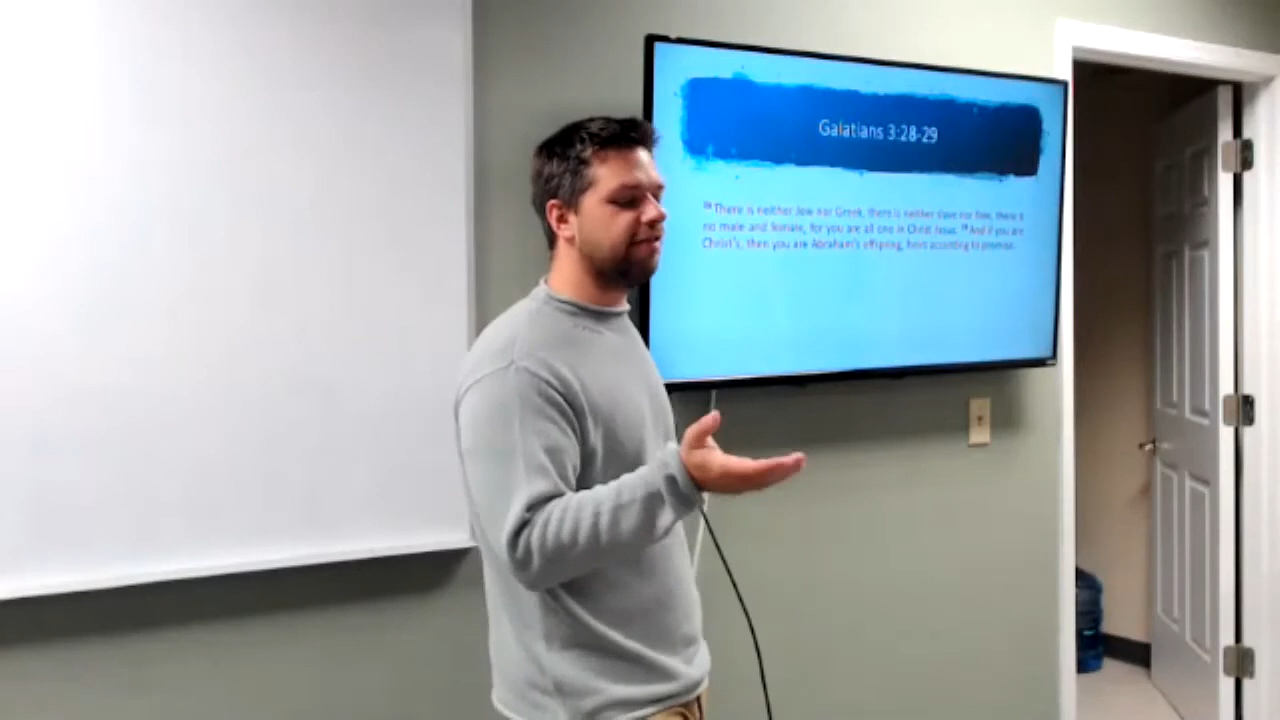 Galatians 3:28-29
28 There is neither Jew nor Greek, there is neither slave nor free, there is
no male and female, for you are all one in Christ Jesus. 29 And if you are
Christ's, then you are Abraham's offspring, heirs according to promise.